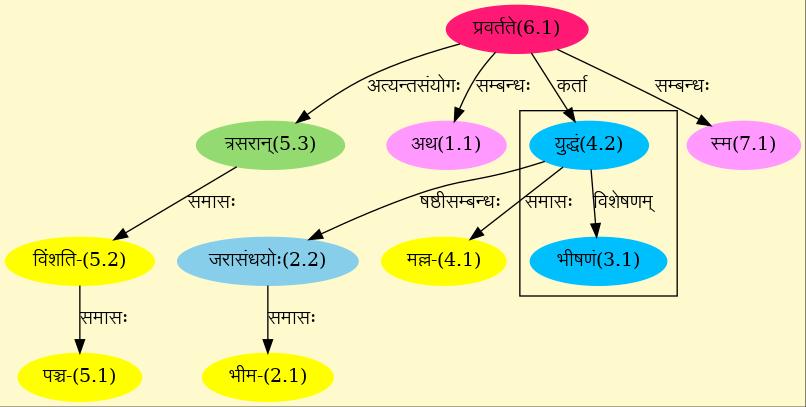 प्रवर्तते(6.1)
अत्यन्तसंयोगः
सम्बन्धः
कर्ता
सम्बन्धः
त्रसरान्(5.3)
अथ(1.1)
युद्धं(4.2)
स्म(7.1)
समासः
षष्ठीसम्बन्धः
समासः
विशेषणम्
विंशति-(5.2)
जरासंधयोः(2.2)
मल्ल-(4.1)
भीषणं(3.1)
समासः
समासः
पञ्च-(5.1)
भीम-(2.1)